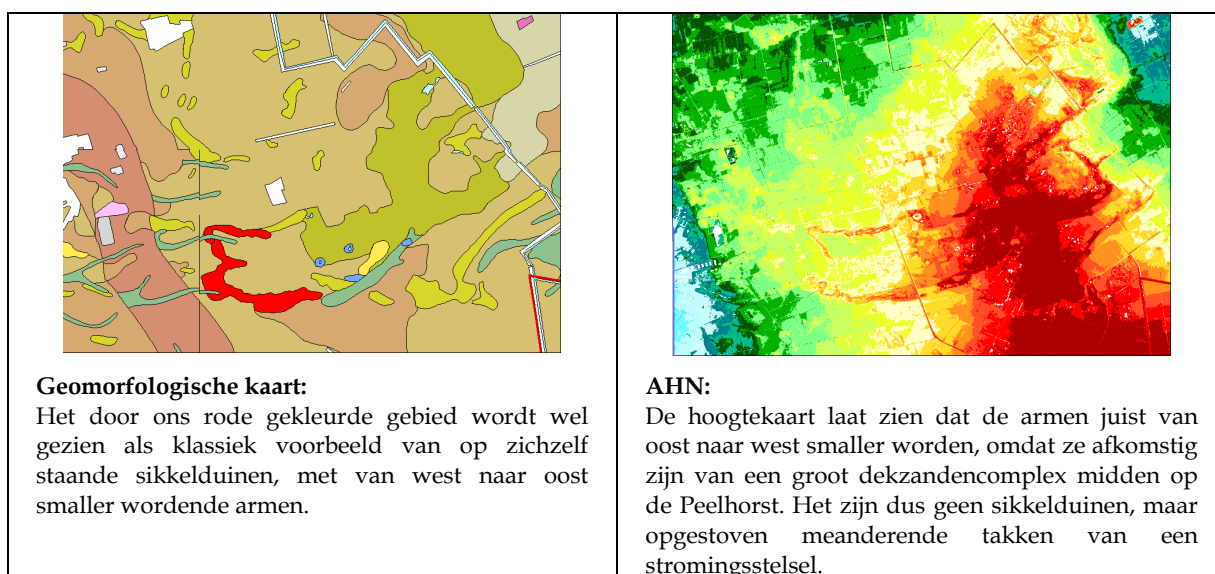 Geomorfologische kaart:
Het door ons rode gekleurde gebied wordt wel
gezien als klassiek voorbeeld van op zichzelf
staande sikkelduinen, met van west naar oost
smaller wordende armen.
AHN:
De hoogtekaart laat zien dat de armen juist van
oost naar west smaller worden, omdat ze afkomstig
zijn van een groot dekzandencomplex midden op
de Peelhorst. Het zijn dus geen sikkelduinen, maar
opgestoven meanderende takken van een
stromingsstelsel.